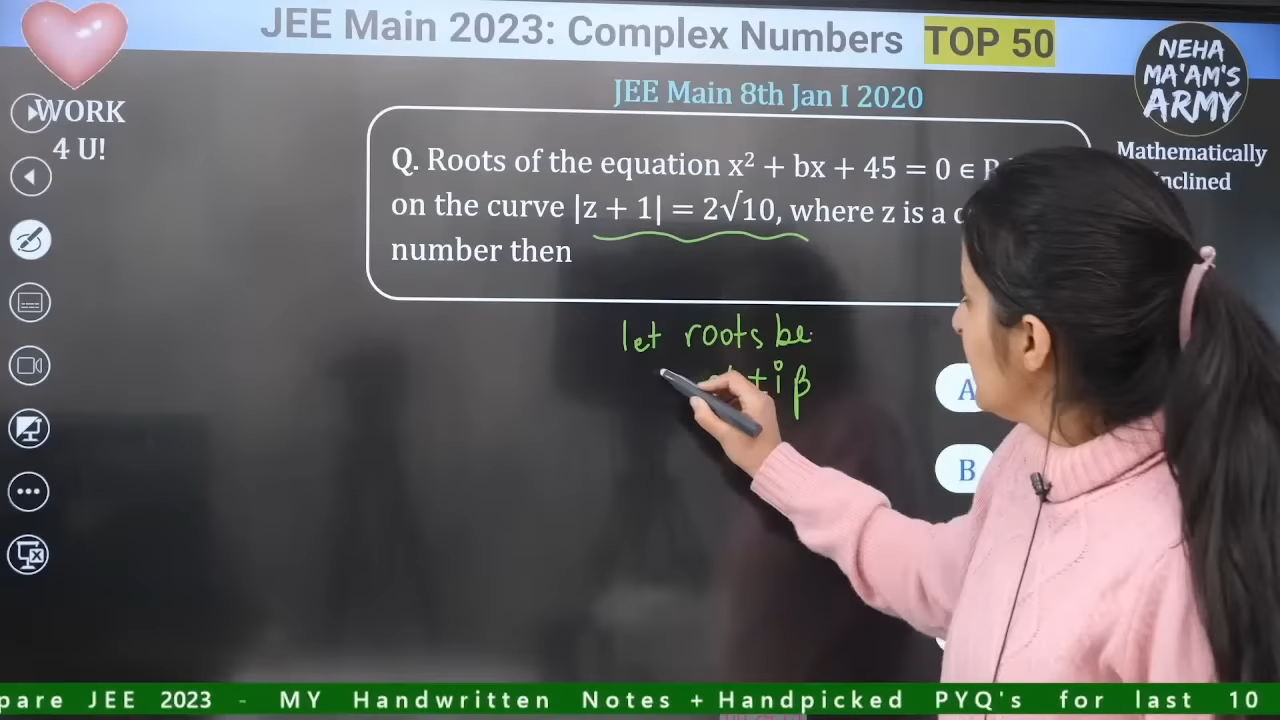 JEE Main 2023: Complex Numbers TOP 50
NEHA
MA'AM'S
ARMY
Mathematically
Inclined
WORK
4 U!
JEE Main 8th Jan I 2020
Q. Roots of the equation x² + bx + 45 = 0 ∈
on the curve |z + 1| = 2√10, where z is a
number then
let roots be
± i β
A
B
pare JEE 2023 - MY Handwritten Notes + Handpicked PYQ's for last 10